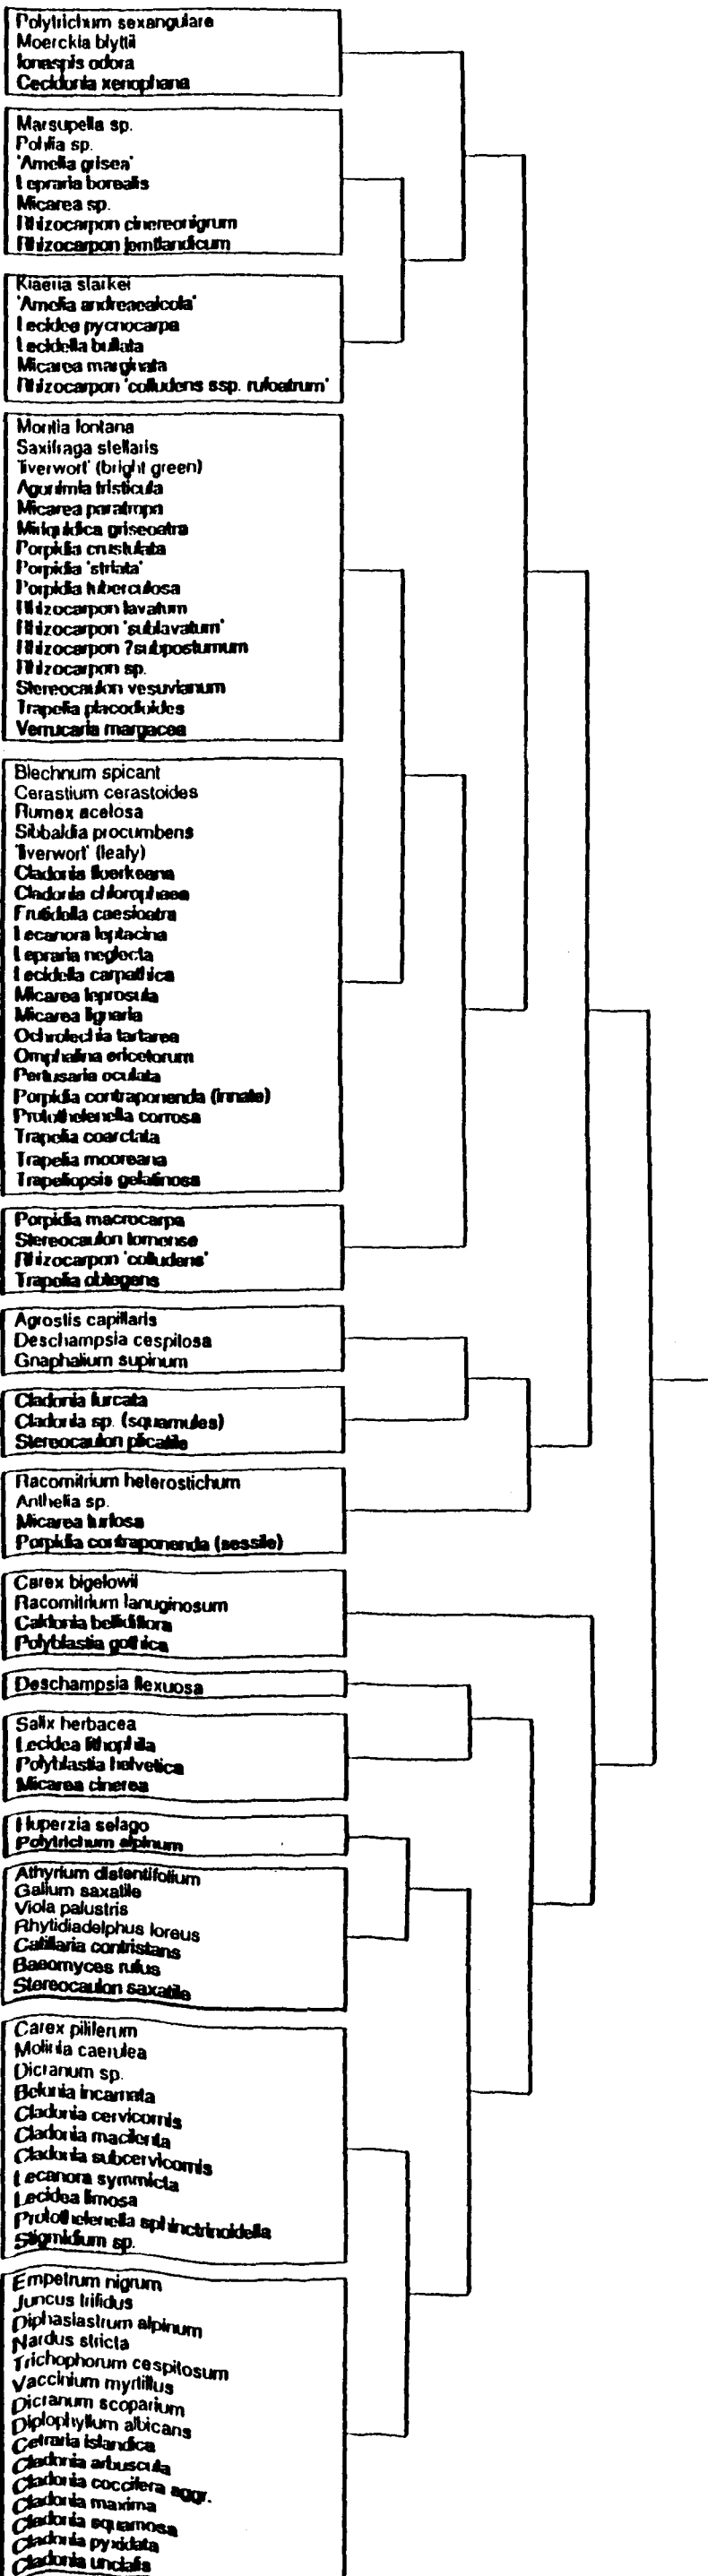 Polytrichum sexangulare
Moerckia blyttii
Ionaspis odora
Cecidonia xenophana
Marsupella sp.
Pohlia sp.
'Amelia grisea'
Lepraria borealis
Micarea sp.
Rhizocarpon cinereonigrum
Rhizocarpon jemtlandicum
Kiaeria starkei
'Amelia andreaealcola'
Lecidea pycnocarpa
Lecidella bullata
Micarea marginata
Rhizocarpon 'colludens ssp. rufoatrum'
Montia fontana
Saxifraga stellaris
'liverwort' (bright green)
Agonimia tristicula
Micarea paratropa
Miriquidica griseoatra
Porpidia crustulata
Porpidia 'striata'
Porpidia tuberculosa
Rhizocarpon lavatum
Rhizocarpon 'sublavatum'
Rhizocarpon ?subpostumum
Rhizocarpon sp.
Stereocaulon vesuvianum
Trapelia placodioides
Verrucaria margacea
Blechnum spicant
Cerastium cerastoides
Rumex acelosa
Sibbaldia procumbens
'liverwort' (leafy)
Cladonia floerkeana
Cladonia chlorophaea
Frutidella caesioatra
Lecanora leptacina
Lepraria neglecta
Lecidella carpathica
Micarea leprosula
Micarea lignaria
Ochrolechia tartarea
Omphalina ericetorum
Pertusaria oculata
Porpidia contraponenda (innate)
Protothelenella corrosa
Trapelia coarctata
Trapelia mooreana
Trapeliopsis gelatinosa
Porpidia macrocarpa
Stereocaulon tornense
Rhizocarpon 'colludens'
Trapelia obtegens
Agrostis capillaris
Deschampsia cespitosa
Gnaphalium supinum
Cladonia furcata
Cladonia sp. (squamules)
Stereocaulon plicatile
Racomitrium heterostichum
Anthelia sp.
Micarea turfosa
Porpidia contraponenda (sessile)
Carex bigelowii
Racomitrium lanuginosum
Caldonia bellidiflora
Polyblastia gothica
Deschampsia flexuosa
Salix herbacea
Lecidea lithophila
Polyblastia helvetica
Micarea cinerea
Huperzia selago
Polytrichum alpinum
Athyrium distentifolium
Galium saxatile
Viola palustris
Rhytidiadelphus loreus
Catillaria contristans
Baeomyces rufus
Stereocaulon saxatile
Carex piliferum
Molinia caerulea
Dicranum sp.
Belonia incarnata
Cladonia cervicornis
Cladonia macilenta
Cladonia subcervicornis
Lecanora symmicta
Lecidea limosa
Protothelenella sphinctrinoidella
Stigmidium sp.
Empetrum nigrum
Juncus trifidus
Diphasiastrum alpinum
Nardus stricta
Trichophorum cespitosum
Vaccinium myrtillus
Dicranum scoparium
Diplophyllum albicans
Cetraria islandica
Cladonia arbuscula
Cladonia coccifera aggr.
Cladonia maxima
Cladonia squamosa
Cladonia pyxidata
Cladonia uncialis